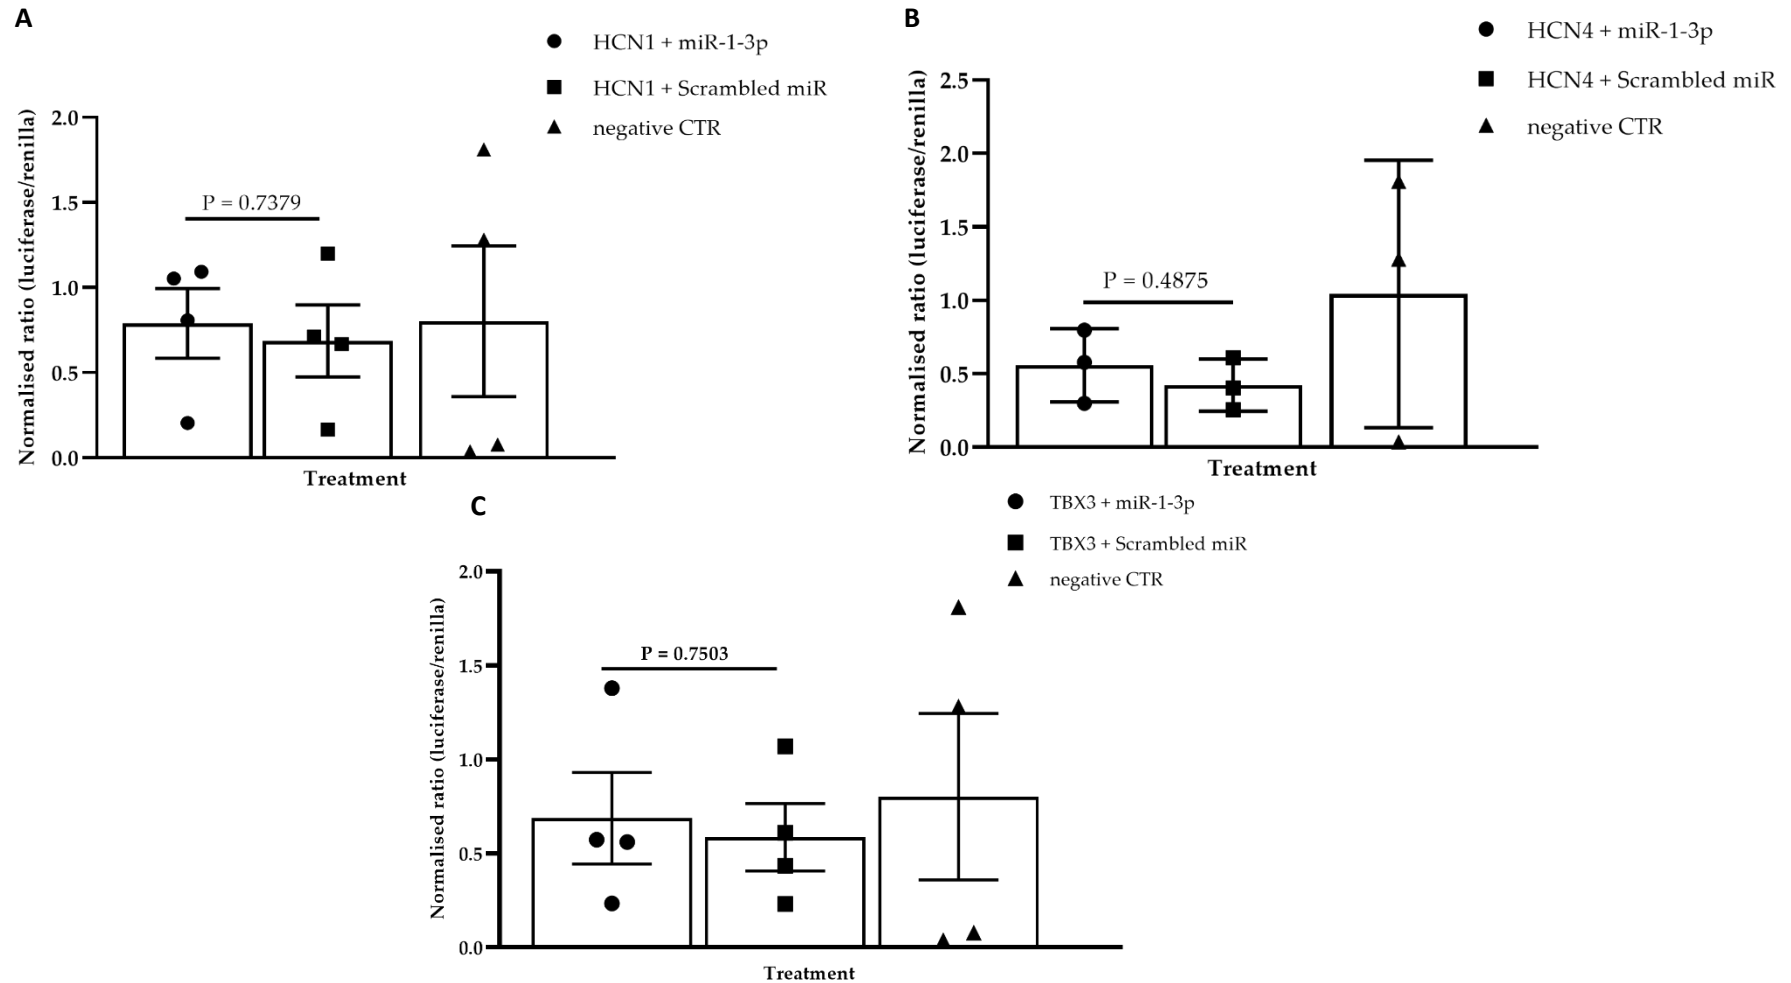 A
HCN1 + miR-1-3p
HCN1 + Scrambled miR
negative CTR
Normalised ratio (luciferase/renilla)
2.0
1.5
1.0
0.5
0.0
P = 0.7379
Treatment
B
HCN4 + miR-1-3p
HCN4 + Scrambled miR
negative CTR
Normalised ratio (luciferase/renilla)
2.5
2.0
1.5
1.0
0.5
0.0
P = 0.4875
Treatment
C
TBX3 + miR-1-3p
TBX3 + Scrambled miR
negative CTR
Normalised ratio (luciferase/renilla)
2.0
1.5
1.0
0.5
0.0
P = 0.7503
Treatment